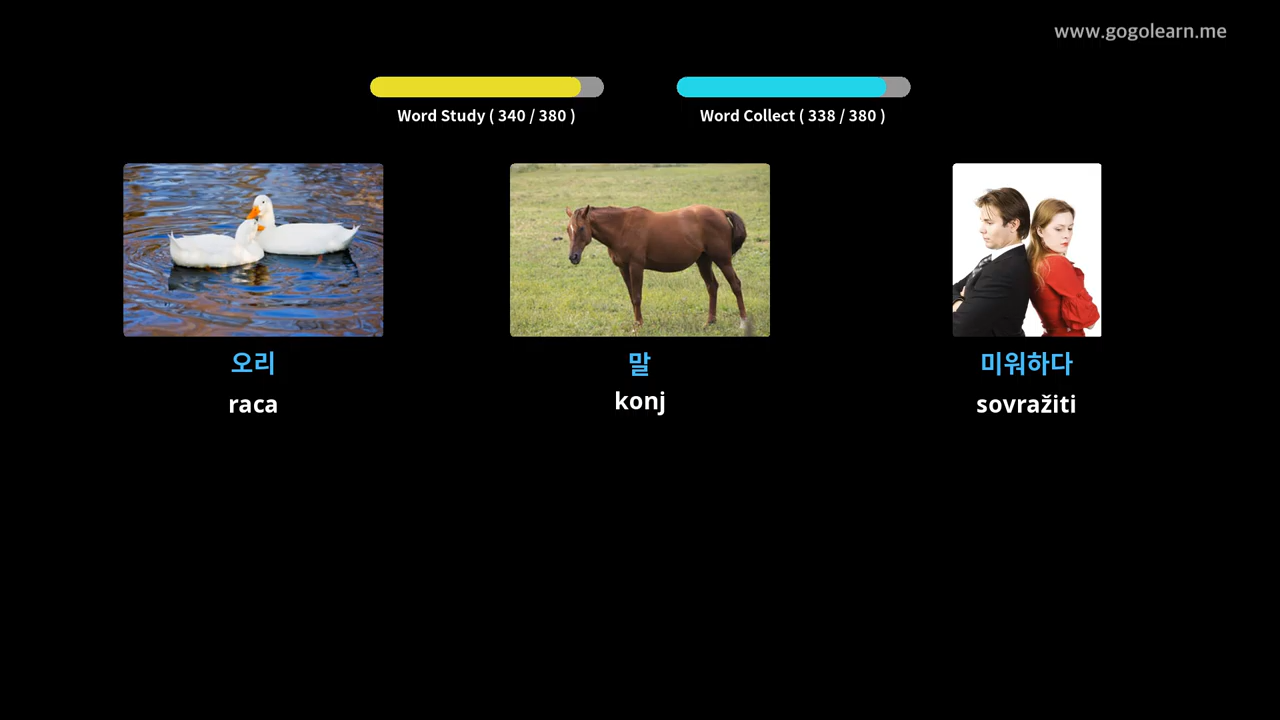 www.gogolearn.me
Word Study ( 340 / 380 )
Word Collect ( 338 / 380 )
오리
말
미워하다
raca
konj
sovražiti